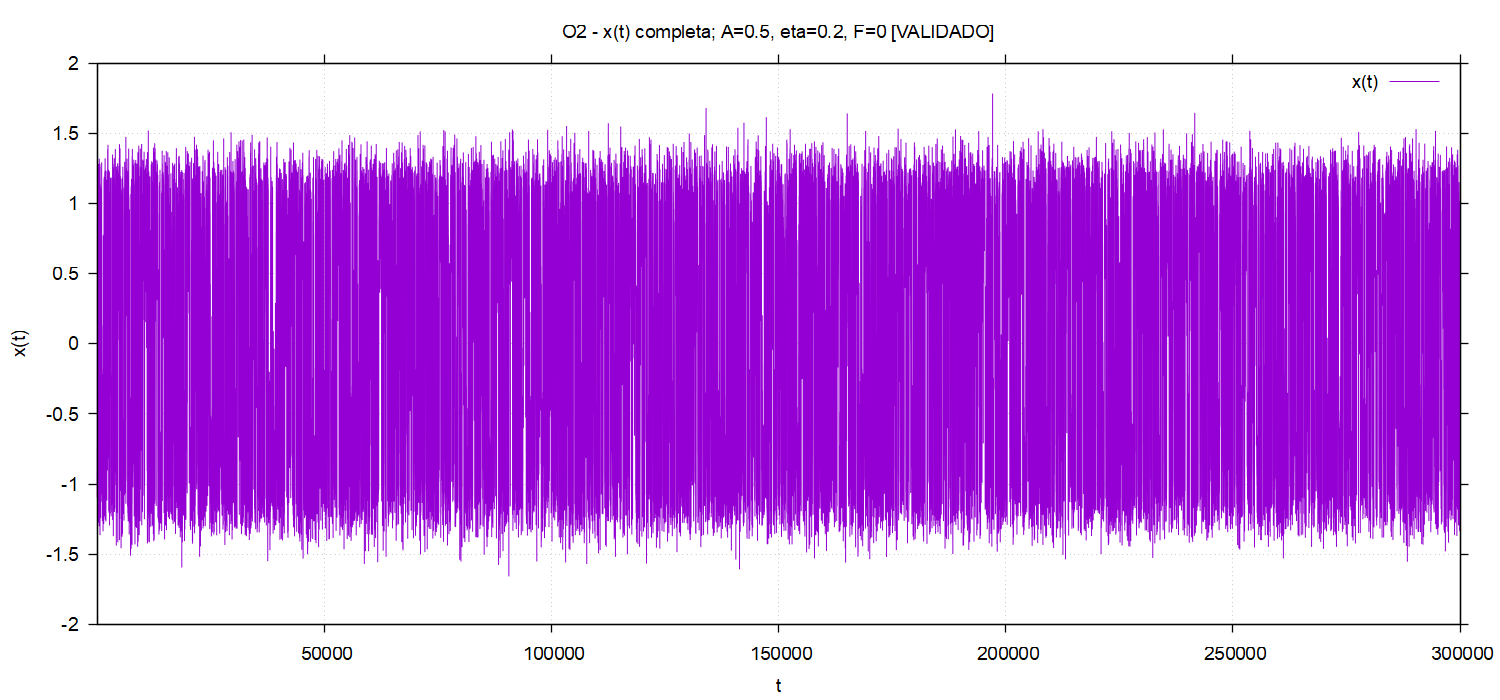 O2 - x(t) completa; A=0.5, eta=0.2, F=0 [VALIDADO]
x(t)
2
1.5
1
0.5
0
-0.5
-1
-1.5
-2
x(t)
50000 100000 150000 200000 250000 300000
t